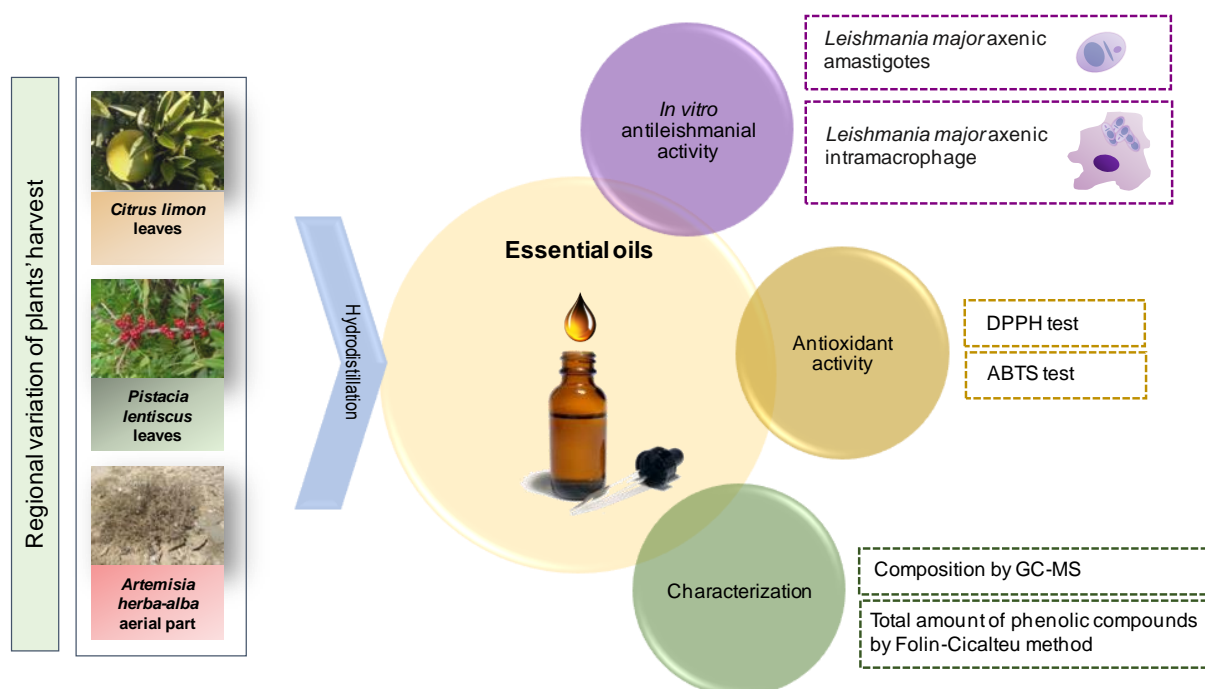 Regional variation of plants' harvest
Citrus limon
leaves
Pistacia
lentiscus
leaves
Artemisia
herba-alba
aerial part
Hydrodistillation
Essential oils
In vitro
antileishmanial
activity
Leishmania major axenic
amastigotes
Leishmania major axenic
intramacrophage
Antioxidant
activity
DPPH test
ABTS test
Characterization
Composition by GC-MS
Total amount of phenolic compounds
by Folin-Cicalteu method